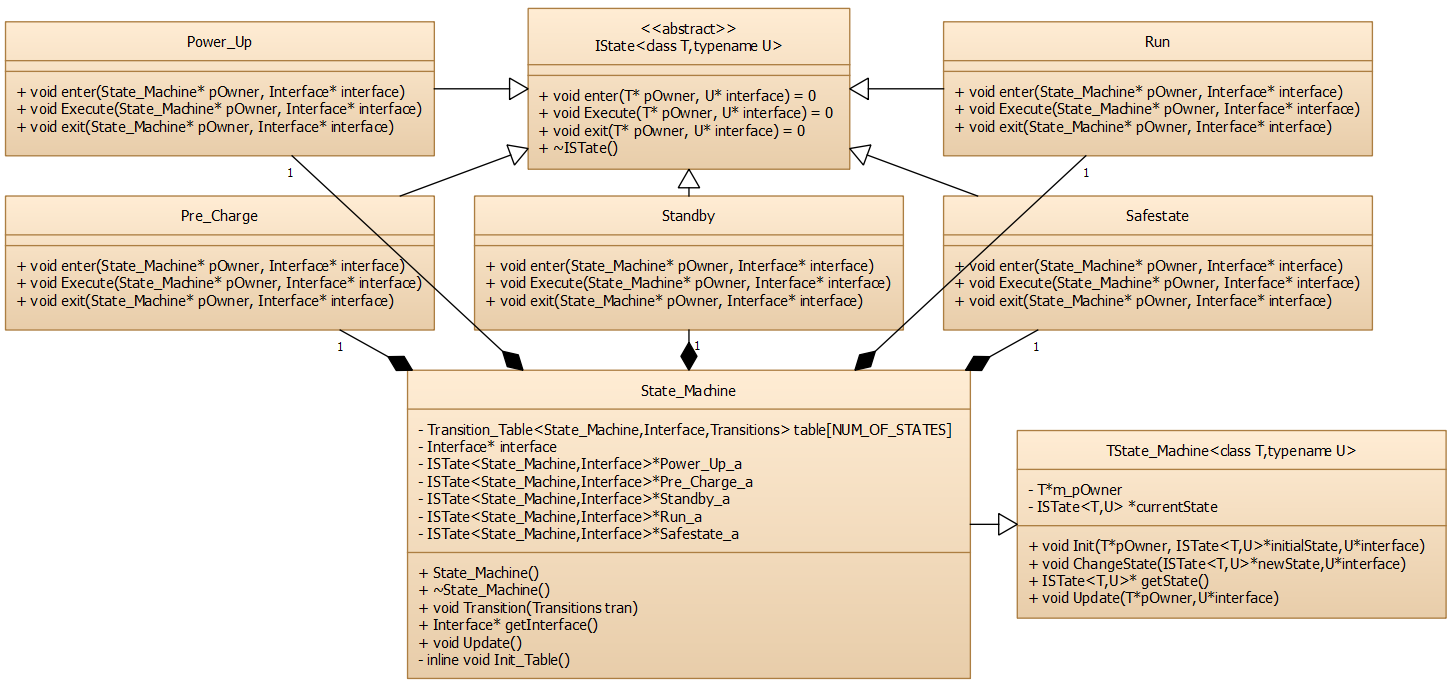 Power_Up
+ void enter(State_Machine* pOwner, Interface* interface)
+ void Execute(State_Machine* pOwner, Interface* interface)
+ void exit(State_Machine* pOwner, Interface* interface)
<<abstract>>
IState<class T,typename U>
+ void enter(T* pOwner, U* interface) = 0
+ void Execute(T* pOwner, U* interface) = 0
+ void exit(T* pOwner, U* interface) = 0
+ ~ISTate()
Run
+ void enter(State_Machine* pOwner, Interface* interface)
+ void Execute(State_Machine* pOwner, Interface* interface)
+ void exit(State_Machine* pOwner, Interface* interface)
1
1
Pre_Charge
+ void enter(State_Machine* pOwner, Interface* interface)
+ void Execute(State_Machine* pOwner, Interface* interface)
+ void exit(State_Machine* pOwner, Interface* interface)
Standby
+ void enter(State_Machine* pOwner, Interface* interface)
+ void Execute(State_Machine* pOwner, Interface* interface)
+ void exit(State_Machine* pOwner, Interface* interface)
Safestate
+ void enter(State_Machine* pOwner, Interface* interface)
+ void Execute(State_Machine* pOwner, Interface* interface)
+ void exit(State_Machine* pOwner, Interface* interface)
1
1
1
State_Machine
- Transition_Table<State_Machine,Interface,Transitions> table[NUM_OF_STATES]
- Interface* interface
- ISTate<State_Machine,Interface>*Power_Up_a
- ISTate<State_Machine,Interface>*Pre_Charge_a
- ISTate<State_Machine,Interface>*Standby_a
- ISTate<State_Machine,Interface>*Run_a
- ISTate<State_Machine,Interface>*Safestate_a
+ State_Machine()
+ ~State_Machine()
+ void Transition(Transitions tran)
+ Interface* getInterface()
+ void Update()
- inline void Init_Table()
TState_Machine<class T,typename U>
- T*m_pOwner
- ISTate<T,U> *currentState
+ void Init(T*pOwner, ISTate<T,U>*initialState,U*interface)
+ void ChangeState(ISTate<T,U>*newState,U*interface)
+ ISTate<T,U>* getState()
+ void Update(T*pOwner,U*interface)